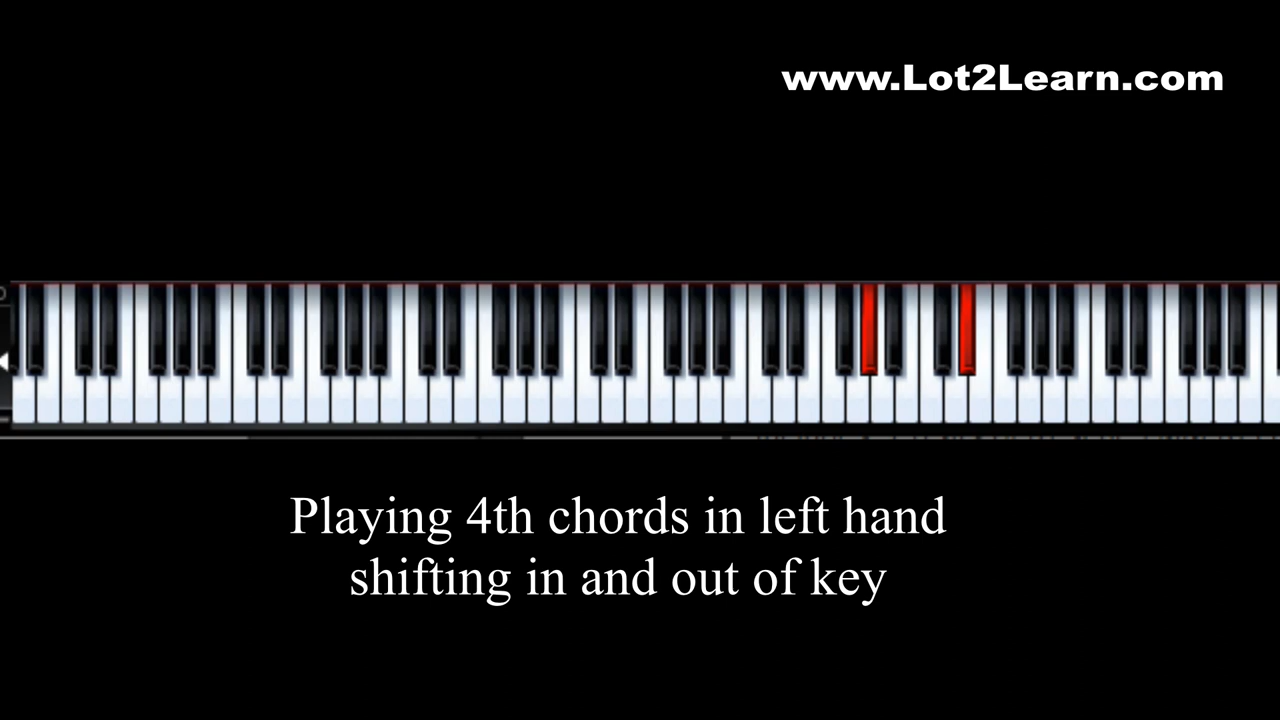 www.Lot2Learn.com
Playing 4th chords in left hand
shifting in and out of key